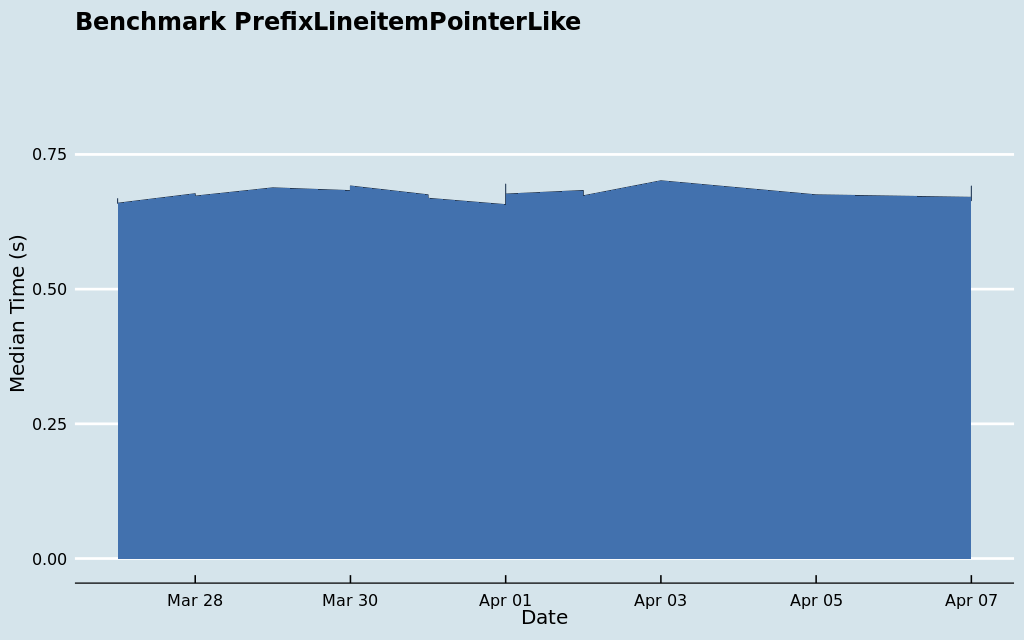 Benchmark PrefixLineitemPointerLike
Median Time (s)
0.75
0.50
0.25
0.00
Mar 28 Mar 30 Apr 01 Apr 03 Apr 05 Apr 07
Date